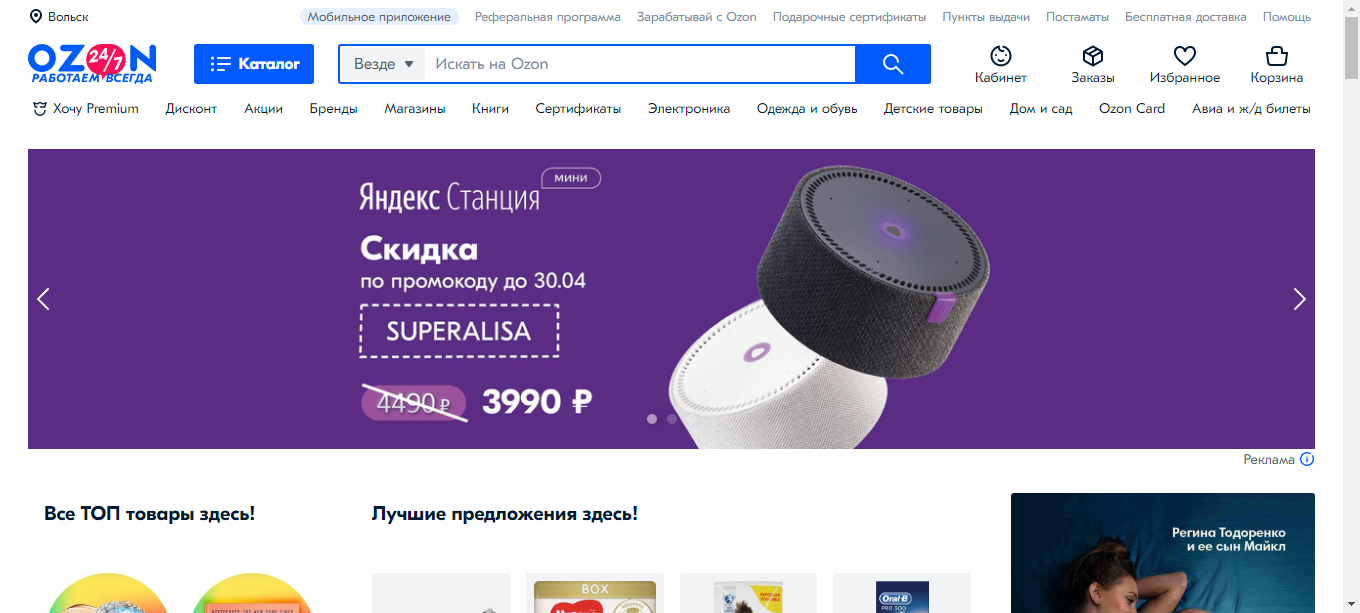 Вольск
Мобильное приложение
Реферальная программа
Зарабатывай с Ozon
Подарочные сертификаты
Пункты выдачи
Постаматы
Бесплатная доставка
Помощь
OZON
24/7
РАБОТАЕМ ВСЕГДА
Каталог
Везде
Искать на Ozon
Кабинет
Заказы
Избранное
Корзина
Хочу Premium
Дисконт
Акции
Бренды
Магазины
Книги
Сертификаты
Электроника
Одежда и обувь
Детские товары
Дом и сад
Ozon Card
Авиа и ж/д билеты
Яндекс Станция
МИНИ
Скидка
по промокоду до 30.04
SUPERALISA
4490 ₽ 3990 ₽
Реклама
Все ТОП товары здесь!
Лучшие предложения здесь!
Регина Тодоренко
и ее сын Майкл
BOX
Oral-B
PRO 500